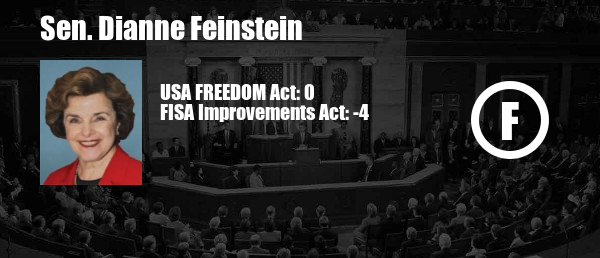 Sen. Dianne Feinstein
USA FREEDOM Act: 0
FISA Improvements Act: -4
F